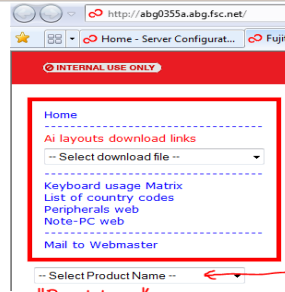 http://abg0355a.abg.fsc.net/
Home - Server Configurat...
Fuji
INTERNAL USE ONLY
Home
Ai layouts download links
-- Select download file --
Keyboard usage Matrix
List of country codes
Peripherals web
Note-PC web
Mail to Webmaster
-- Select Product Name --